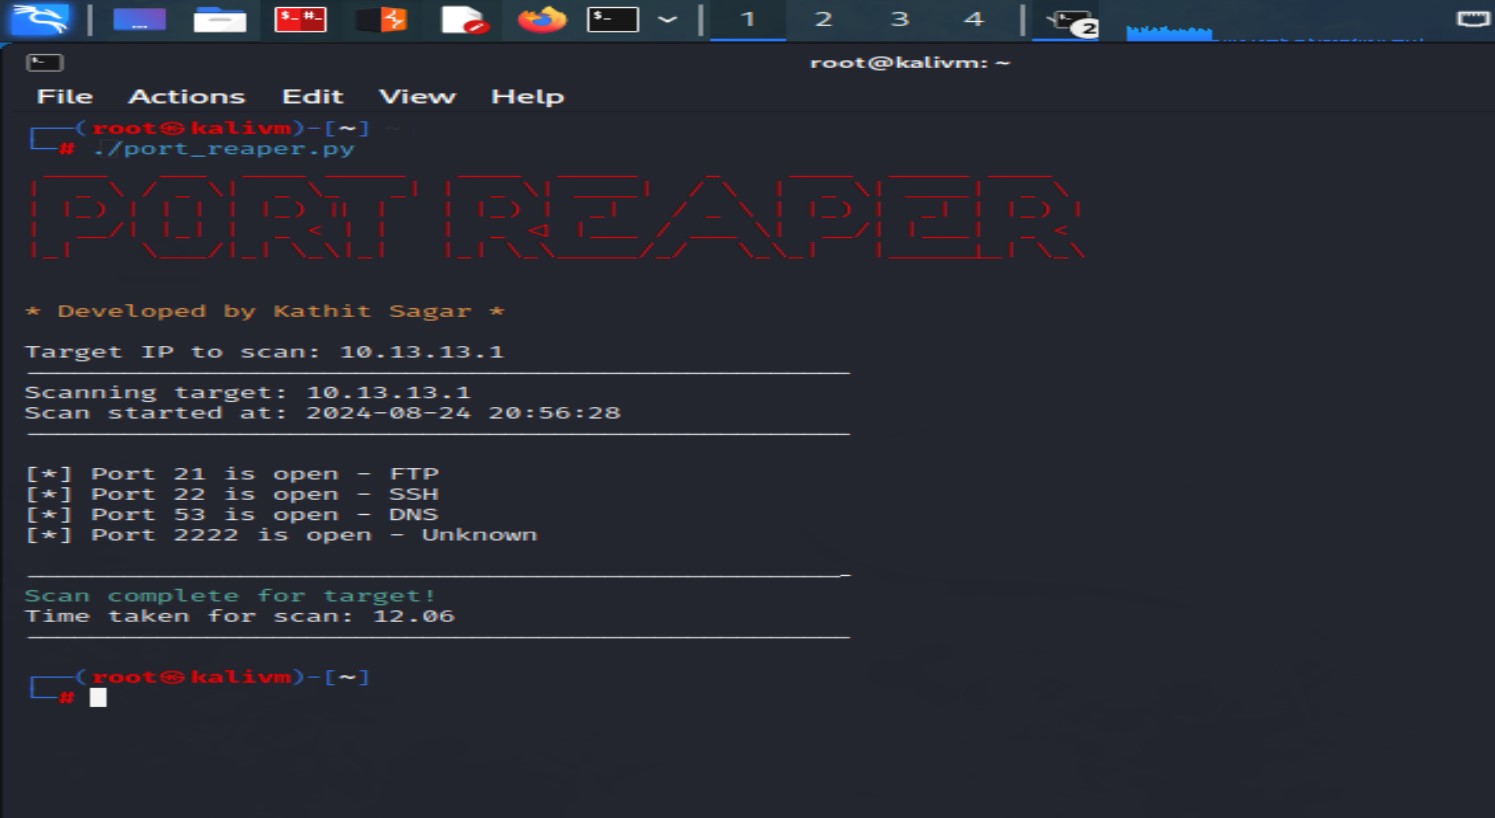 1 2 3 4 2
root@kalivm: ~
File Actions Edit View Help
┌──(root㉿kalivm)-[~]
└─# ./port_reaper.py
PORT REAPER
* Developed by Kathit Sagar *
Target IP to scan: 10.13.13.1
Scanning target: 10.13.13.1
Scan started at: 2024-08-24 20:56:28
[*] Port 21 is open - FTP
[*] Port 22 is open - SSH
[*] Port 53 is open - DNS
[*] Port 2222 is open - Unknown
Scan complete for target!
Time taken for scan: 12.06
┌──(root㉿kalivm)-[~]
└─#